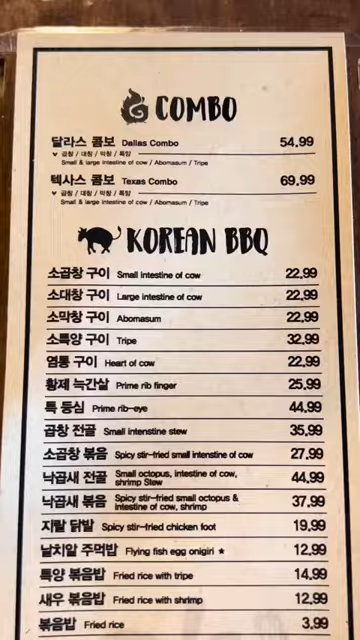 COMBO
달라스 콤보 Dallas Combo 54.99
곱창 / 대창 / 막창 / 특양
Small & large intestine of cow / Abomasum / Tripe
텍사스 콤보 Texas Combo 69.99
곱창 / 대창 / 막창 / 특양
Small & large intestine of cow / Abomasum / Tripe
KOREAN BBQ
소곱창 구이 Small intestine of cow 22.99
소대창 구이 Large intestine of cow 22.99
소막창 구이 Abomasum 22.99
소특양 구이 Tripe 32.99
염통 구이 Heart of cow 22.99
황제 늑간살 Prime rib finger 25.99
특 등심 Prime rib-eye 44.99
곱창 전골 Small intenstine stew 35.99
소곱창 볶음 Spicy stir-fried small intenstine of cow 27.99
낙곱새 전골 Small octopus, intestine of cow, 44.99
shrimp Stew
낙곱새 볶음 Spicy stir-fried small octopus & 37.99
intestine of cow, shrimp
지랄 닭발 Spicy stir-fried chicken foot 19.99
날치알 주먹밥 Flying fish egg onigiri ★ 12.99
특양 볶음밥 Fried rice with tripe 14.99
새우 볶음밥 Fried rice with shrimp 12.99
볶음밥 Fried rice 3.99